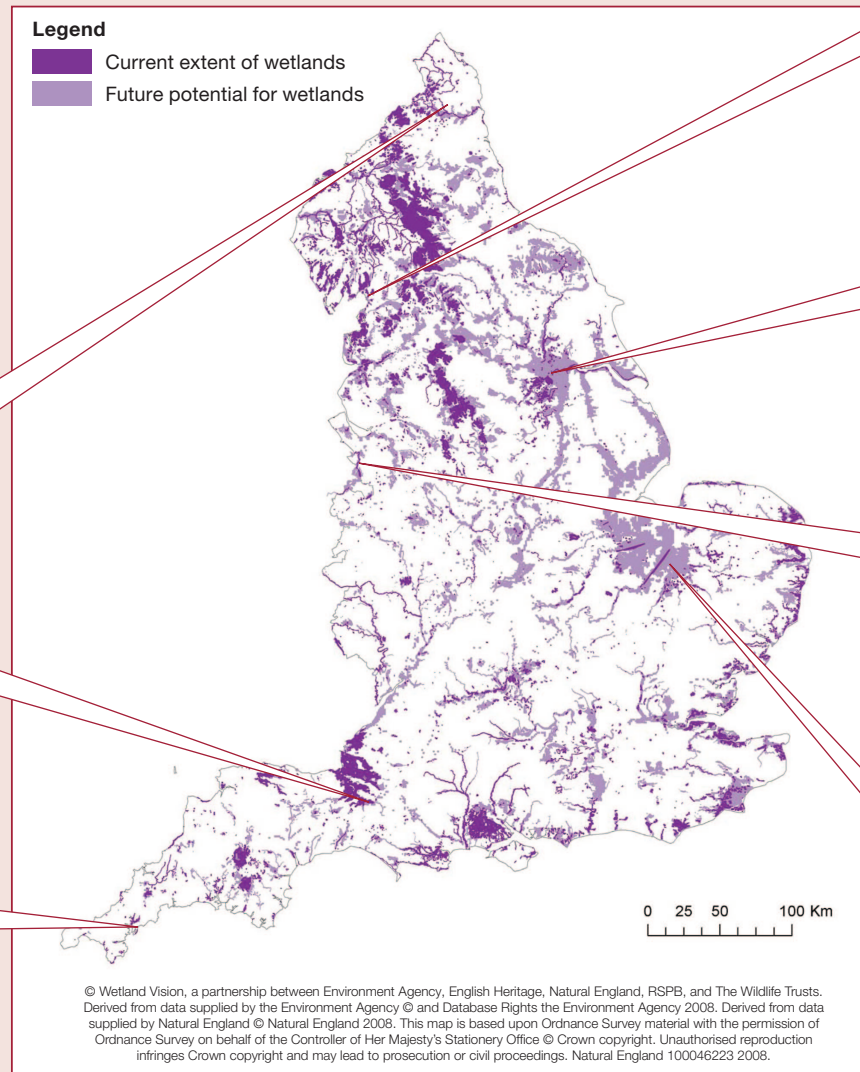 Legend
Current extent of wetlands
Future potential for wetlands
0 25 50 100 Km
© Wetland Vision, a partnership between Environment Agency, English Heritage, Natural England, RSPB, and The Wildlife Trusts.
Derived from data supplied by the Environment Agency © and Database Rights the Environment Agency 2008. Derived from data
supplied by Natural England © Natural England 2008. This map is based upon Ordnance Survey material with the permission of
Ordnance Survey on behalf of the Controller of Her Majesty's Stationery Office © Crown copyright. Unauthorised reproduction
infringes Crown copyright and may lead to prosecution or civil proceedings. Natural England 100046223 2008.